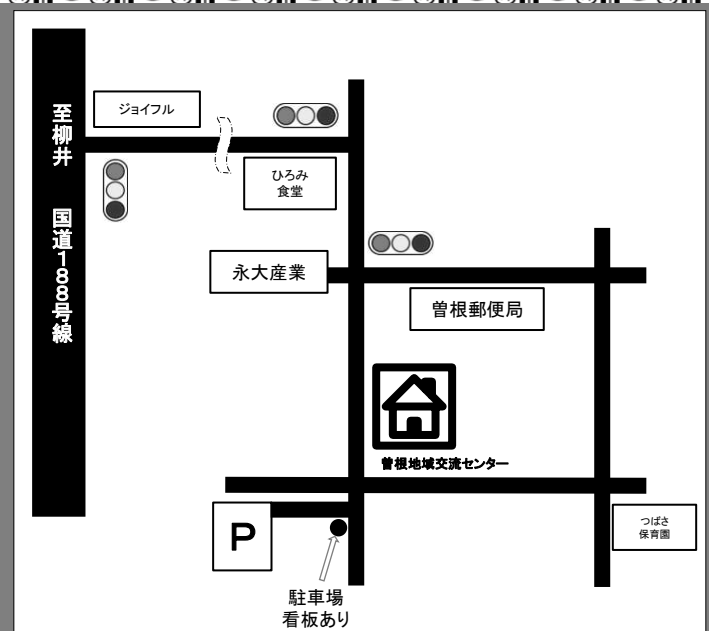 至柳井　国道188号線
ジョイフル
ひろみ
食堂
永大産業
曽根郵便局
曽根地域交流センター
P
つばさ
保育園
駐車場
看板あり